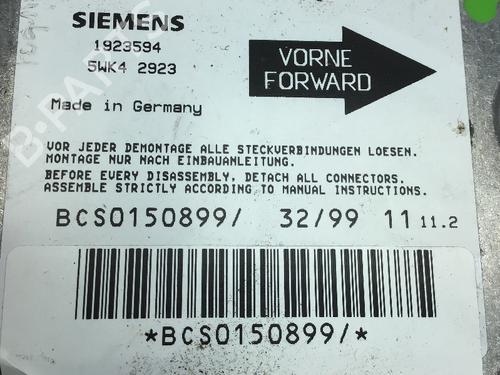 SIEMENS
1923594
5WK4 2923
VORNE
FORWARD
Made in Germany
VOR JEDER DEMONTAGE ALLE STECKVERBINDUNGEN LOESEN.
MONTAGE NUR NACH EINBAUANLEITUNG.
BEFORE EVERY DISASSEMBLY, DETACH ALL CONNECTORS.
ASSEMBLE STRICTLY ACCORDING TO MANUAL INSTRUCTIONS.
BCS0150899/ 32/99 11 11.2
*BCS0150899/*
B-PARTS